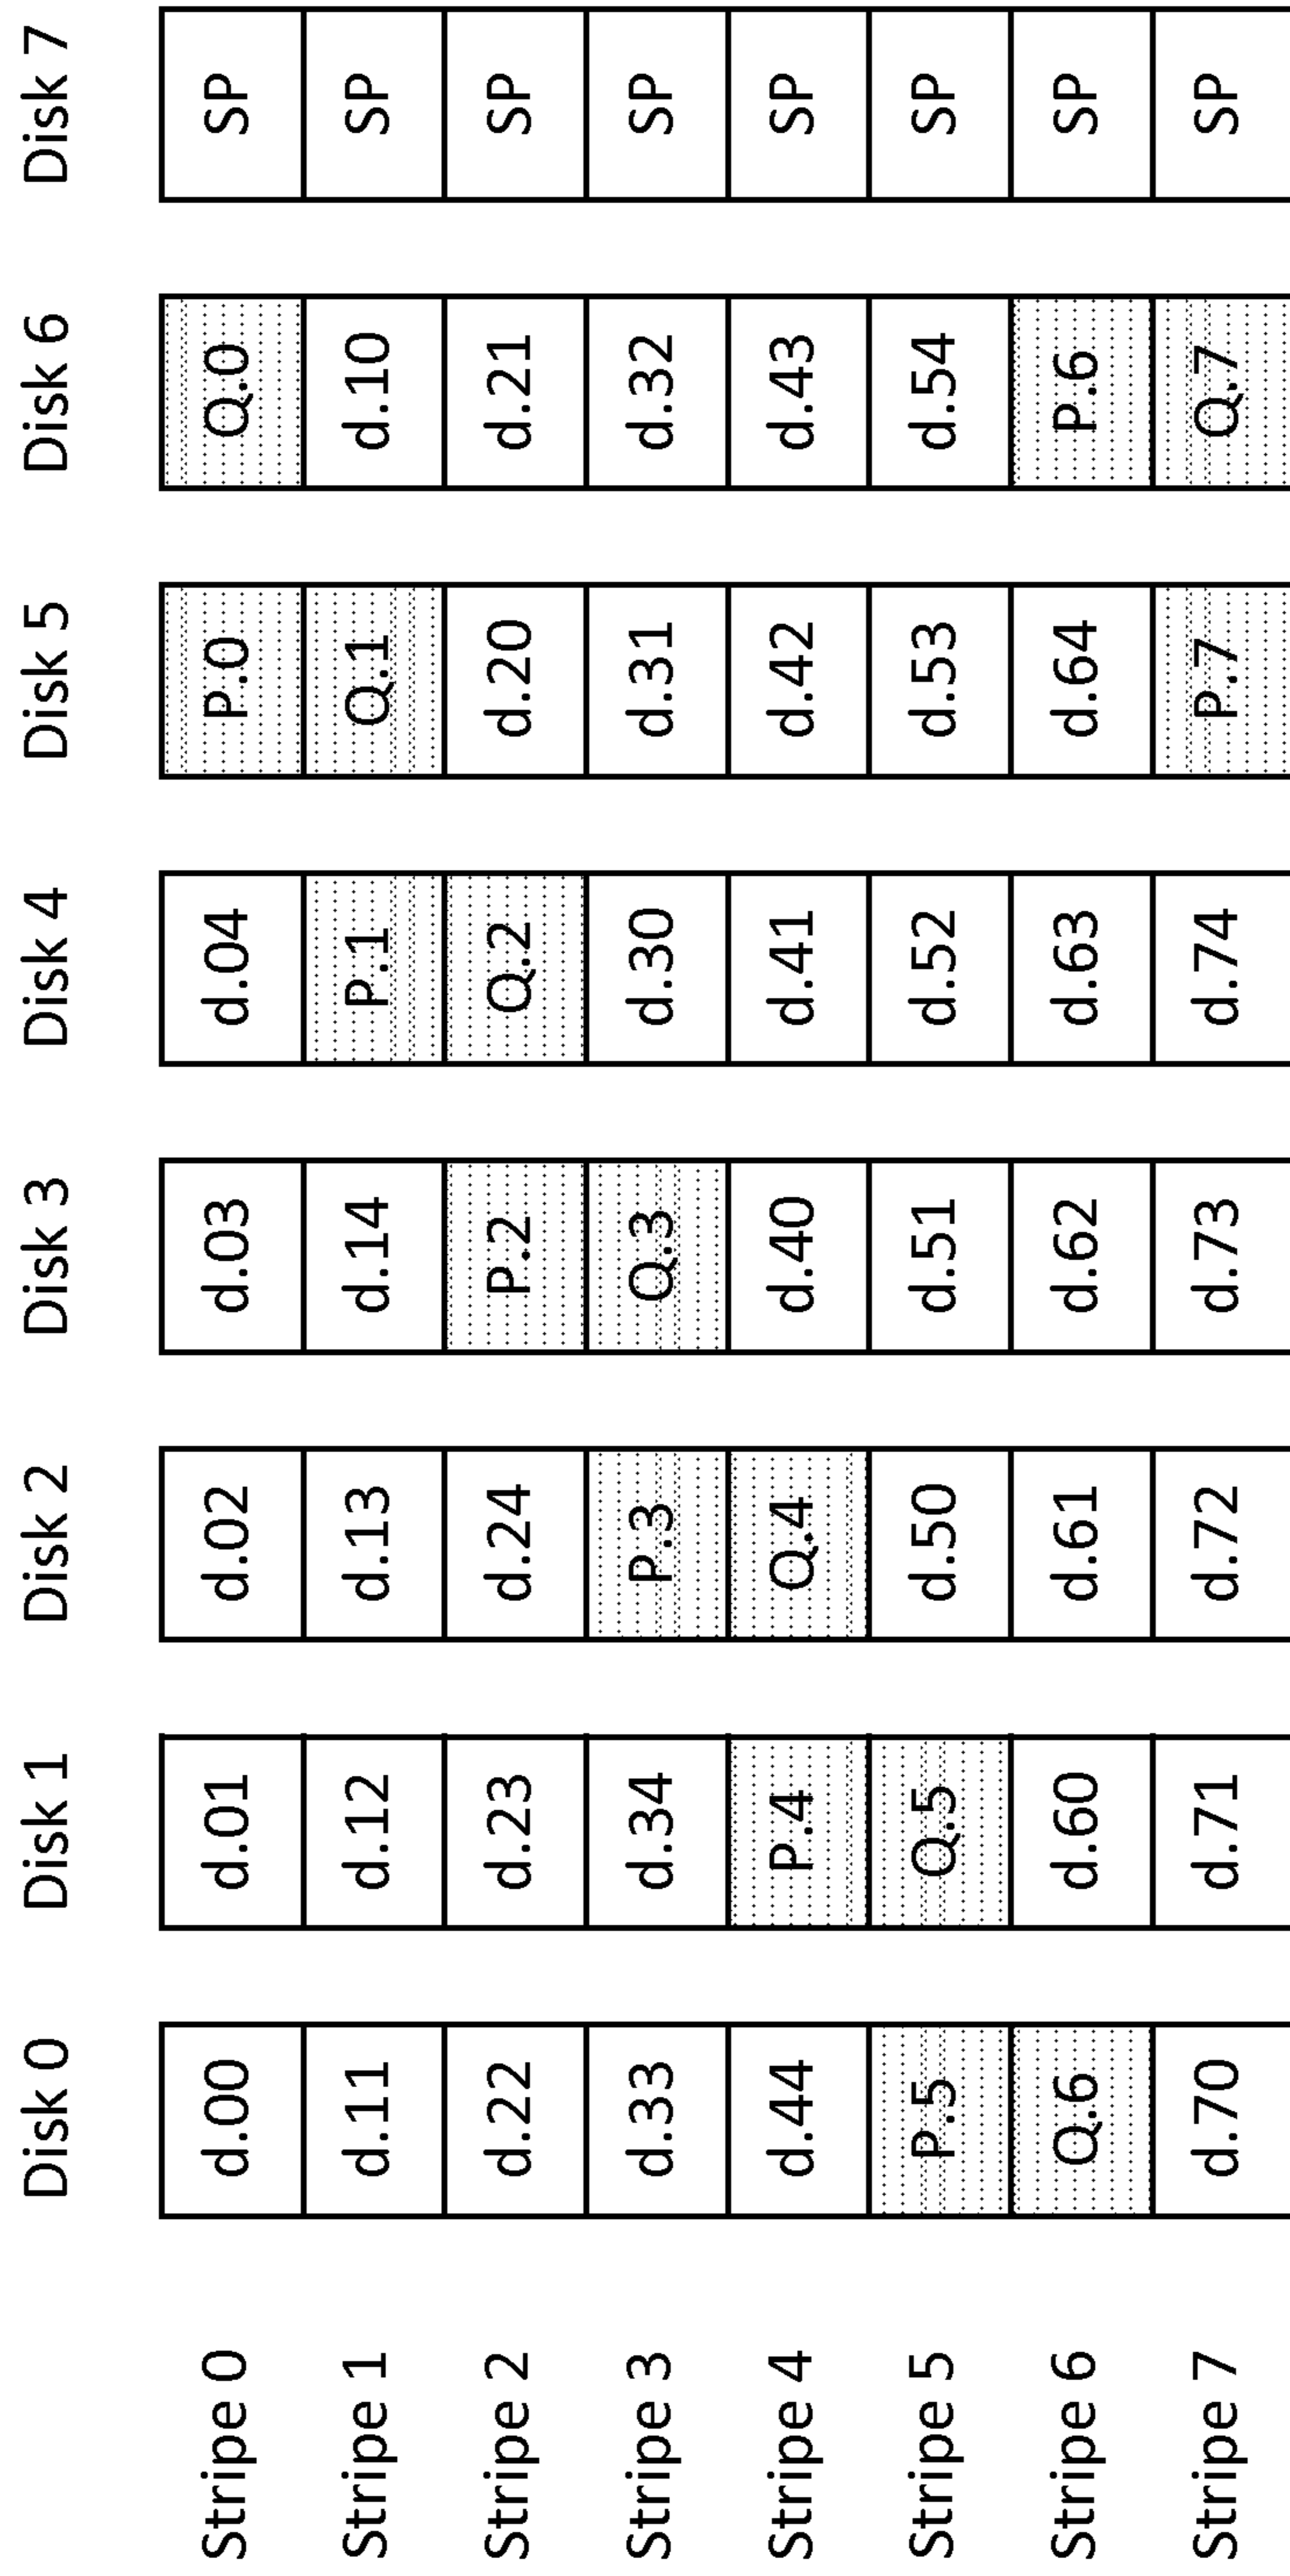 Disk 0 Disk 1 Disk 2 Disk 3 Disk 4 Disk 5 Disk 6 Disk 7
Stripe 0 d.00 d.01 d.02 d.03 d.04 P.0 Q.0 SP
Stripe 1 d.11 d.12 d.13 d.14 P.1 Q.1 d.10 SP
Stripe 2 d.22 d.23 d.24 P.2 Q.2 d.20 d.21 SP
Stripe 3 d.33 d.34 P.3 Q.3 d.30 d.31 d.32 SP
Stripe 4 d.44 P.4 Q.4 d.40 d.41 d.42 d.43 SP
Stripe 5 P.5 Q.5 d.50 d.51 d.52 d.53 d.54 SP
Stripe 6 Q.6 d.60 d.61 d.62 d.63 d.64 P.6 SP
Stripe 7 d.70 d.71 d.72 d.73 d.74 P.7 Q.7 SP